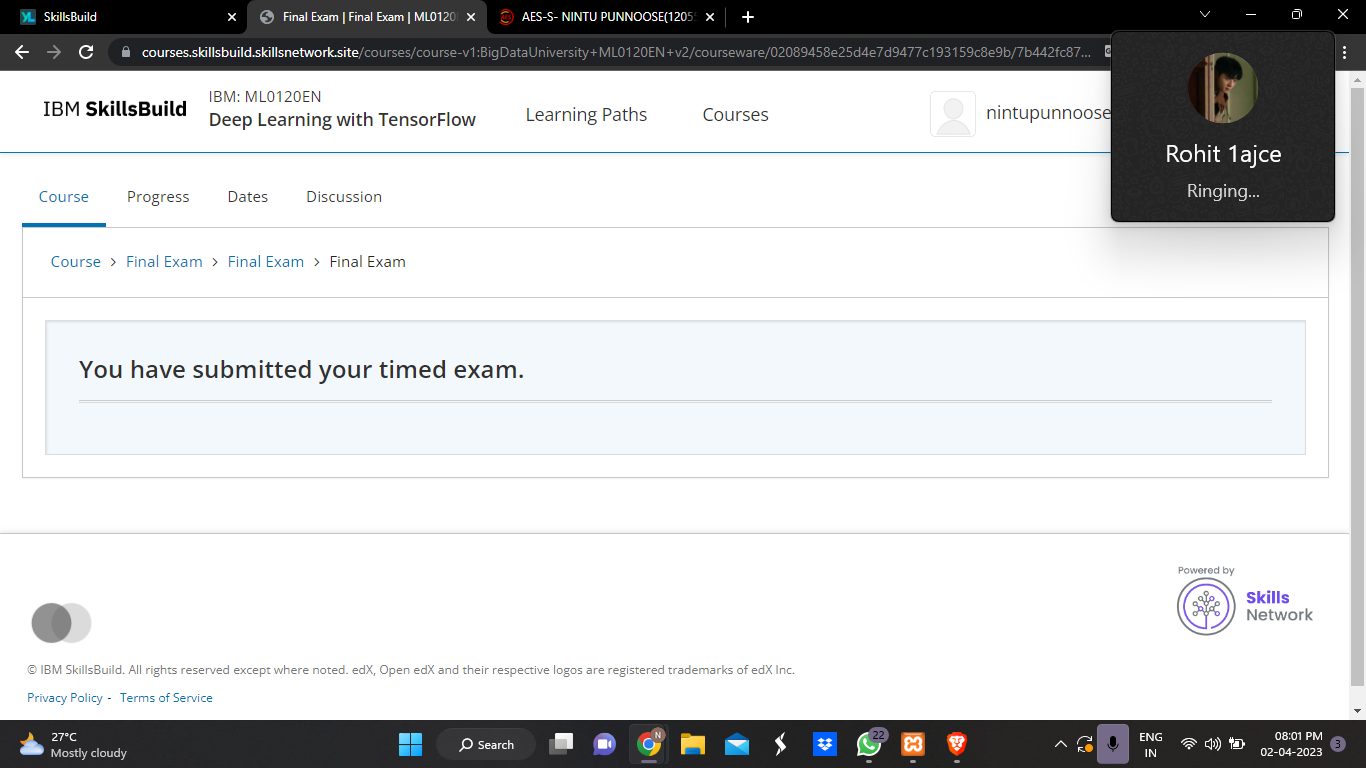 SkillsBuild
Final Exam | Final Exam | ML0120
AES-S- NINTU PUNNOOSE(1205
courses.skillsbuild.skillsnetwork.site/courses/course-v1:BigDataUniversity+ML0120EN+v2/courseware/02089458e25d4e7d9477c193159c8e9b/7b442fc87...
IBM SkillsBuild
IBM: ML0120EN
Deep Learning with TensorFlow
Learning Paths
Courses
nintupunnoose
Rohit 1ajce
Ringing...
Course
Progress
Dates
Discussion
Course > Final Exam > Final Exam > Final Exam
You have submitted your timed exam.
Powered by
Skills
Network
© IBM SkillsBuild. All rights reserved except where noted. edX, Open edX and their respective logos are registered trademarks of edX Inc.
Privacy Policy - Terms of Service
27°C
Mostly cloudy
Search
N
22
ENG
IN
08:01 PM
02-04-2023
3